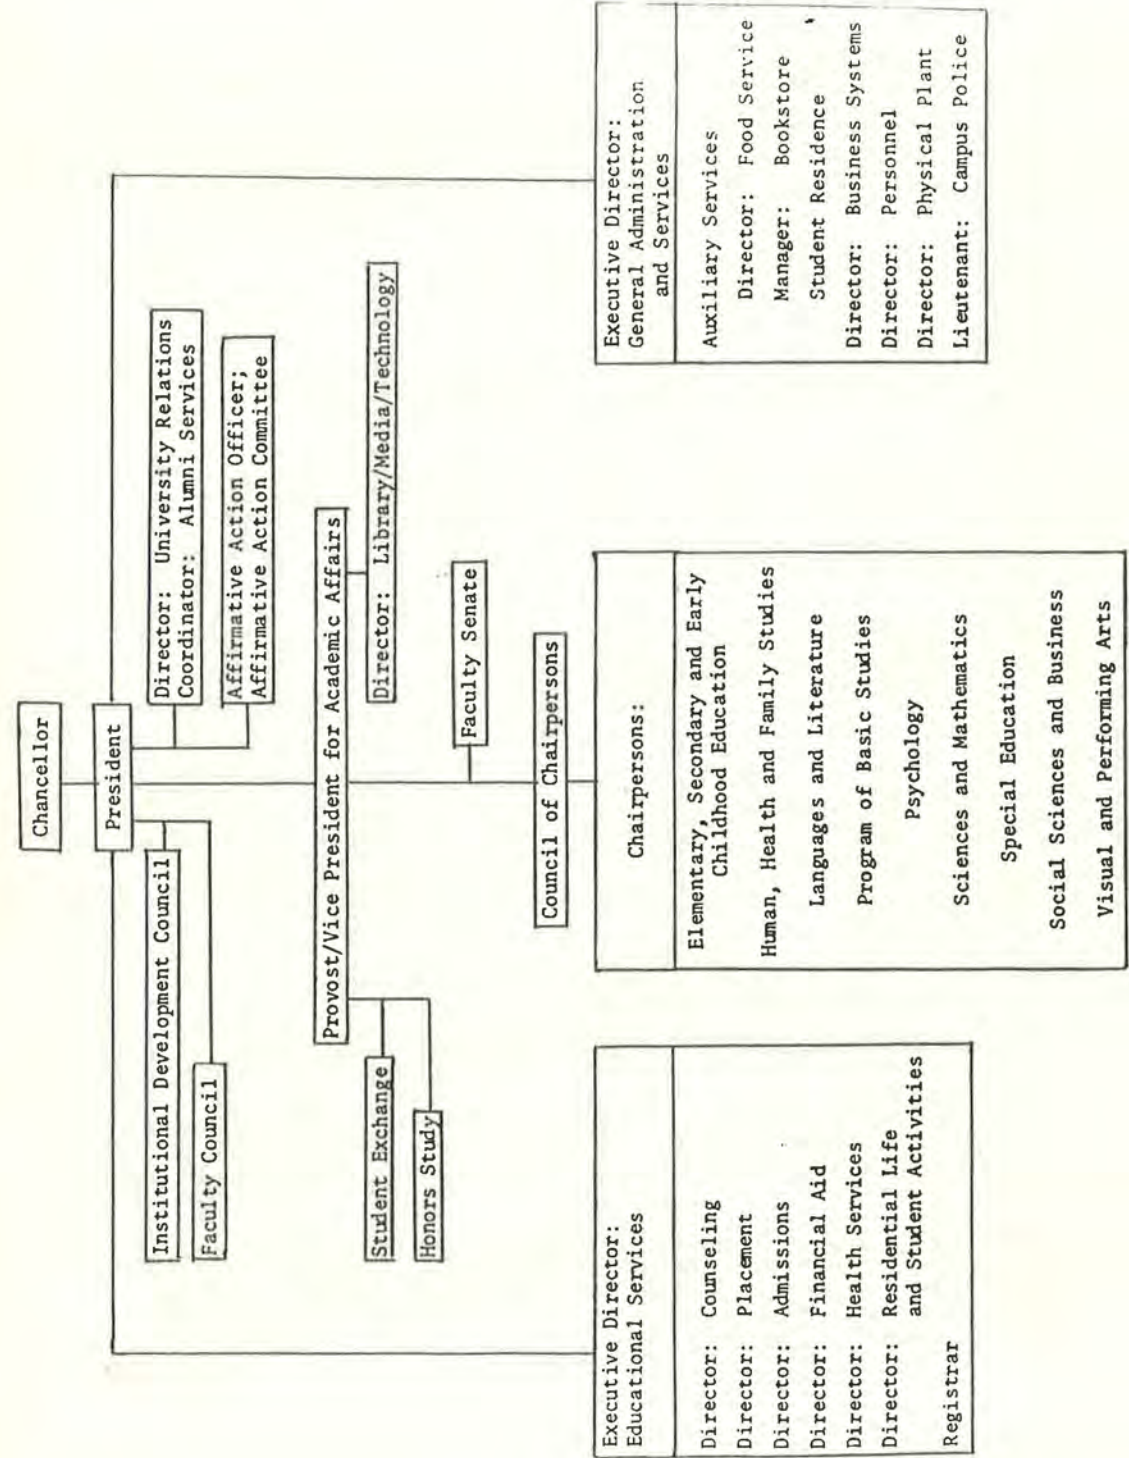 Chancellor
President
Institutional Development Council
Faculty Council
Director: University Relations
Coordinator: Alumni Services
Affirmative Action Officer;
Affirmative Action Committee
Provost/Vice President for Academic Affairs
Student Exchange
Honors Study
Director: Library/Media/Technology
Faculty Senate
Council of Chairpersons
Executive Director:
Educational Services
Director: Counseling
Director: Placement
Director: Admissions
Director: Financial Aid
Director: Health Services
Director: Residential Life
and Student Activities
Registrar
Chairpersons:
Elementary, Secondary and Early
Childhood Education
Human, Health and Family Studies
Languages and Literature
Program of Basic Studies
Psychology
Sciences and Mathematics
Special Education
Social Sciences and Business
Visual and Performing Arts
Executive Director:
General Administration
and Services
Auxiliary Services
Director: Food Service
Manager: Bookstore
Student Residence
Director: Business Systems
Director: Personnel
Director: Physical Plant
Lieutenant: Campus Police